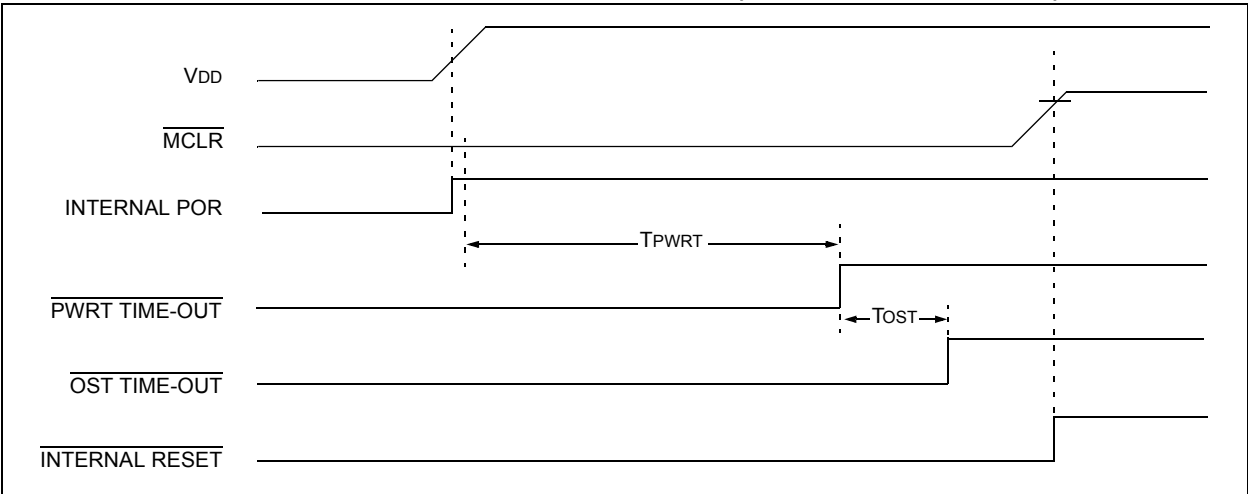 VDD
MCLR
INTERNAL POR
TPWRT
PWRT TIME-OUT
TOST
OST TIME-OUT
INTERNAL RESET